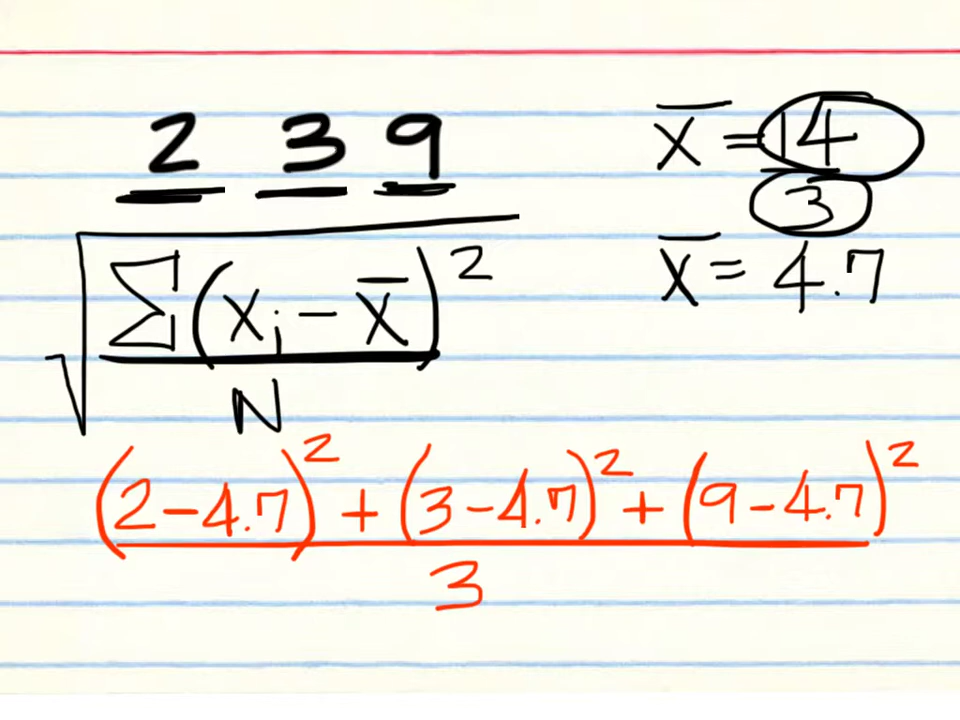 2 3 9
x̄ = 14/3
x̄ = 4.7
√(Σ(xᵢ − x̄)²/N)
((2−4.7)² + (3−4.7)² + (9−4.7)²)/3